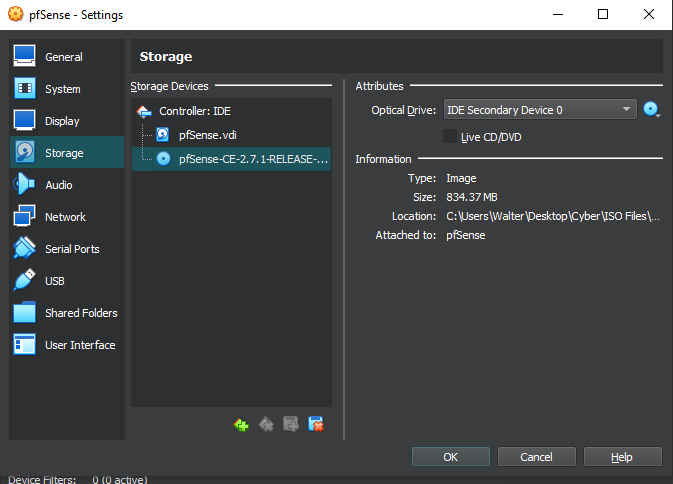 pfSense - Settings
General
System
Display
Storage
Audio
Network
Serial Ports
USB
Shared Folders
User Interface
Storage
Storage Devices
Controller: IDE
pfSense.vdi
pfSense-CE-2.7.1-RELEASE-...
Attributes
Optical Drive: IDE Secondary Device 0
Live CD/DVD
Information
Type: Image
Size: 834.37 MB
Location: C:\Users\Walter\Desktop\Cyber\ISO Files\...
Attached to: pfSense
OK Cancel Help
Device Filters: 0 (0 active)